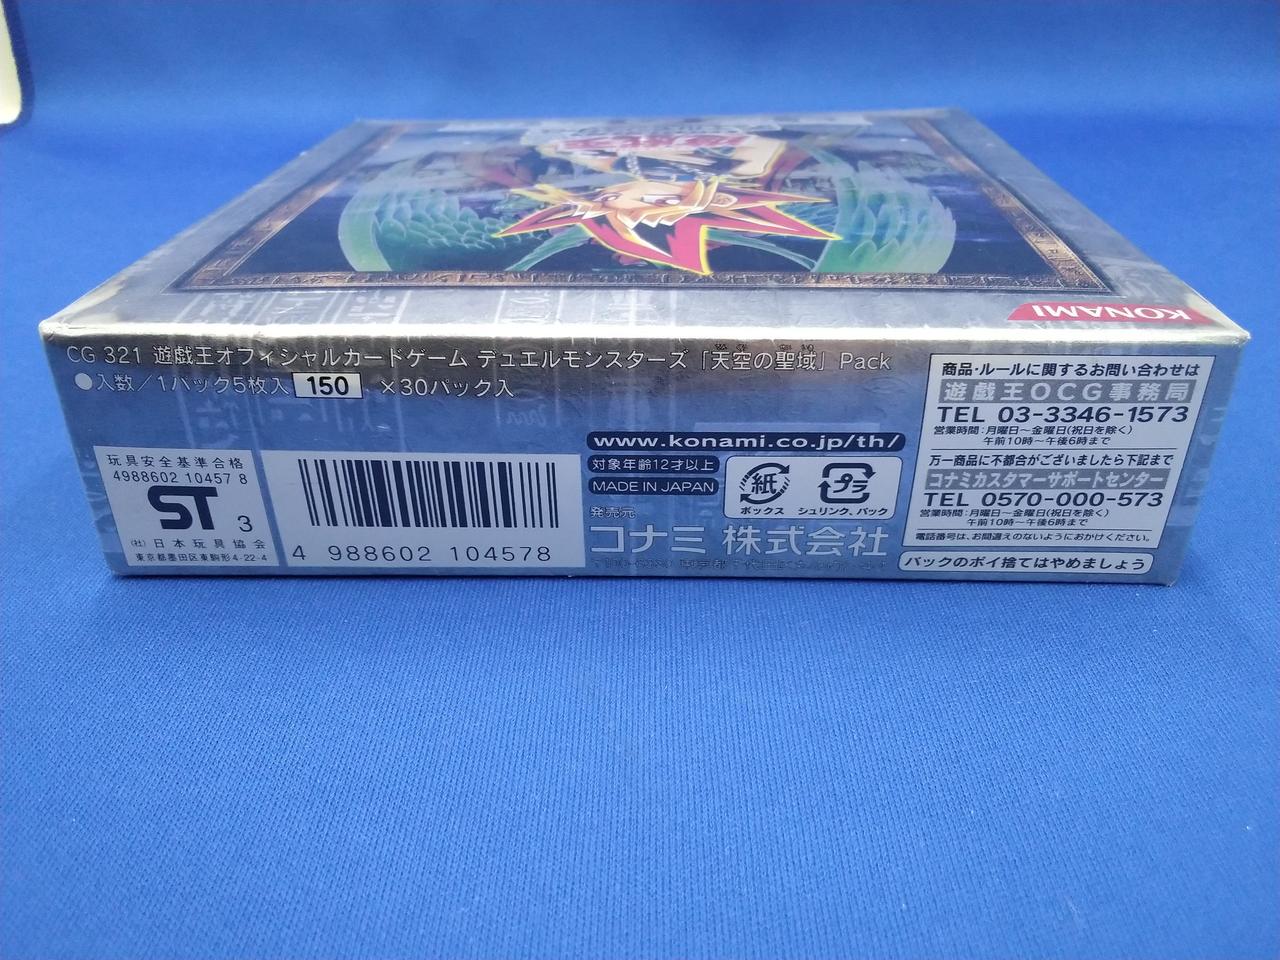 KONAMI
CG 321 遊戯王オフィシャルカードゲーム デュエルモンスターズ「天空の聖域」Pack
●入数/1パック5枚入 150 ×30パック入
玩具安全基準合格
4988602 10457 8
ST 3
(社)日本玩具協会
東京都墨田区東駒形4-22-4
4 988602 104578
www.konami.co.jp/th/
対象年齢12才以上
MADE IN JAPAN
紙
ボックス
プラ
シュリンク、パック
発売元
コナミ 株式会社
商品・ルールに関するお問い合わせは
遊戯王OCG事務局
TEL 03-3346-1573
営業時間:月曜日~金曜日(祝日を除く)
午前10時~午後6時まで
万一商品に不都合がございましたら下記まで
コナミカスタマーサポートセンター
TEL 0570-000-573
営業時間:月曜日~金曜日(祝日を除く)
午前10時~午後6時まで
電話番号は、お間違えのないようにおかけください。
パックのポイ捨てはやめましょう